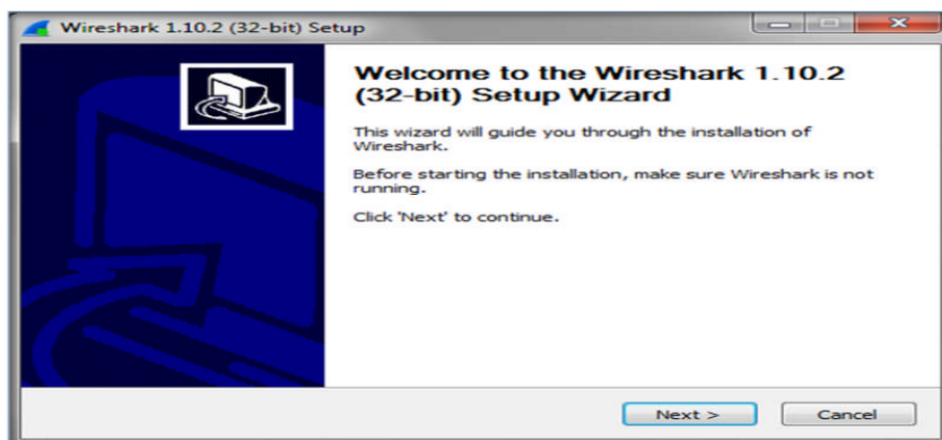 Wireshark 1.10.2 (32-bit) Setup
Welcome to the Wireshark 1.10.2
(32-bit) Setup Wizard
This wizard will guide you through the installation of
Wireshark.
Before starting the installation, make sure Wireshark is not
running.
Click 'Next' to continue.
Next >
Cancel